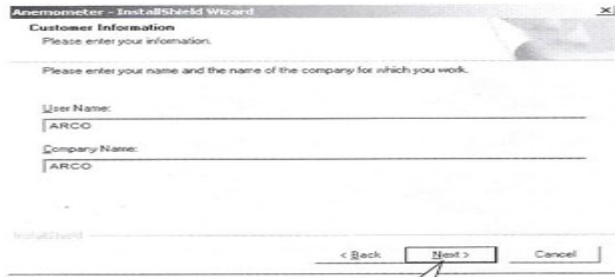 Anemometer - InstallShield Wizard
Customer Information
Please enter your information.
Please enter your name and the name of the company for which you work.
User Name:
ARCO
Company Name:
ARCO
InstallShield
< Back Next > Cancel